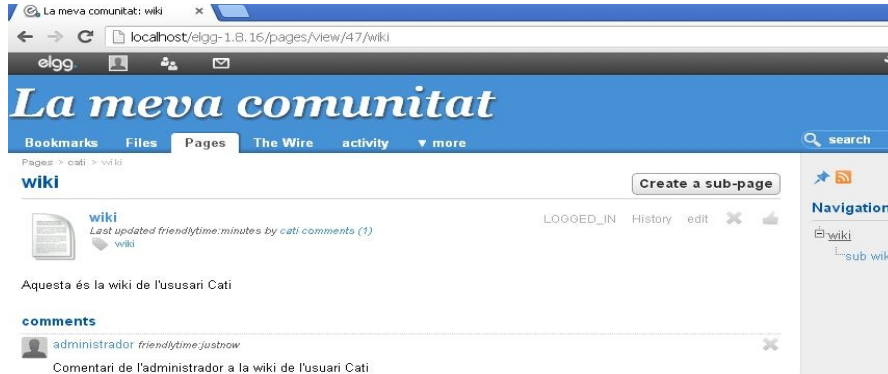 La meva comunitat: wiki
localhost/elgg-1.8.16/pages/view/47/wiki
elgg.
La meva comunitat
Bookmarks Files Pages The Wire activity ▼ more search
Pages > cati > wiki
wiki Create a sub-page
wiki LOGGED_IN History edit
Last updated friendlytime:minutes by cati comments (1)
wiki
Navigation
wiki
sub wik
Aquesta és la wiki de l'ususari Cati
comments
administrador friendlytime:justnow
Comentari de l'administrador a la wiki de l'usuari Cati